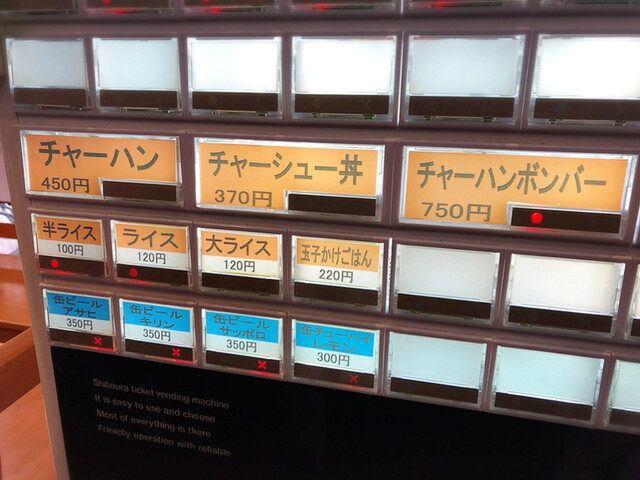 チャーハン
450円
チャーシュー丼
370円
チャーハンボンバー
750円
半ライス
100円
ライス
120円
大ライス
120円
玉子かけごはん
220円
缶ビール
アサヒ
350円
缶ビール
キリン
350円
缶ビール
サッポロ
350円
缶チューハイ
レモン
300円
Shibaura ticket vending machine
It is easy to use and choose
Most of everything is there
Friendly operation with reliable